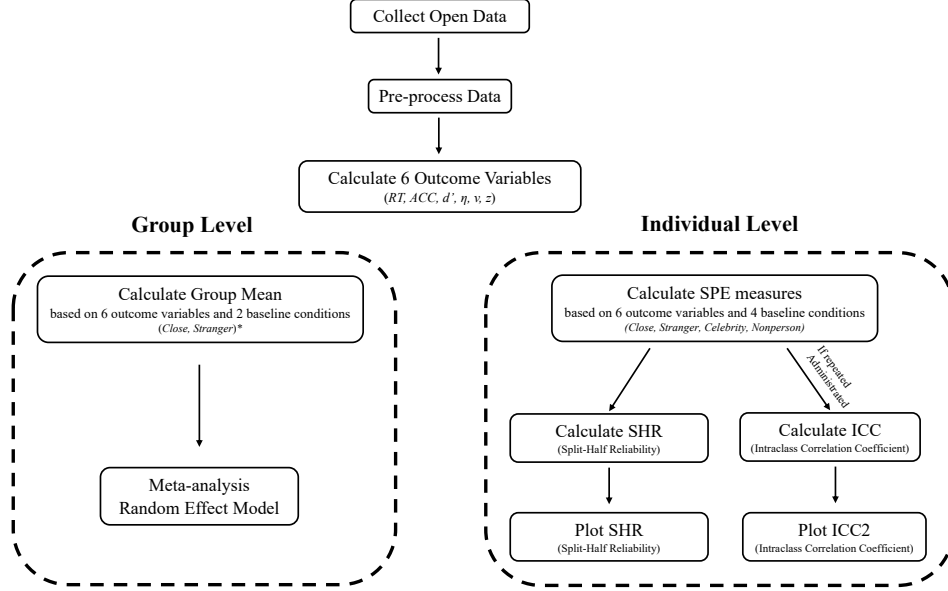 Collect Open Data
Pre-process Data
Calculate 6 Outcome Variables
(RT, ACC, d’, η, v, z)
Group Level
Calculate Group Mean
based on 6 outcome variables and 2 baseline conditions
(Close, Stranger)*
Meta-analysis
Random Effect Model
Individual Level
Calculate SPE measures
based on 6 outcome variables and 4 baseline conditions
(Close, Stranger, Celebrity, Nonperson)
If repeated
Administrated
Calculate SHR
(Split-Half Reliability)
Calculate ICC
(Intraclass Correlation Coefficient)
Plot SHR
(Split-Half Reliability)
Plot ICC2
(Intraclass Correlation Coefficient)